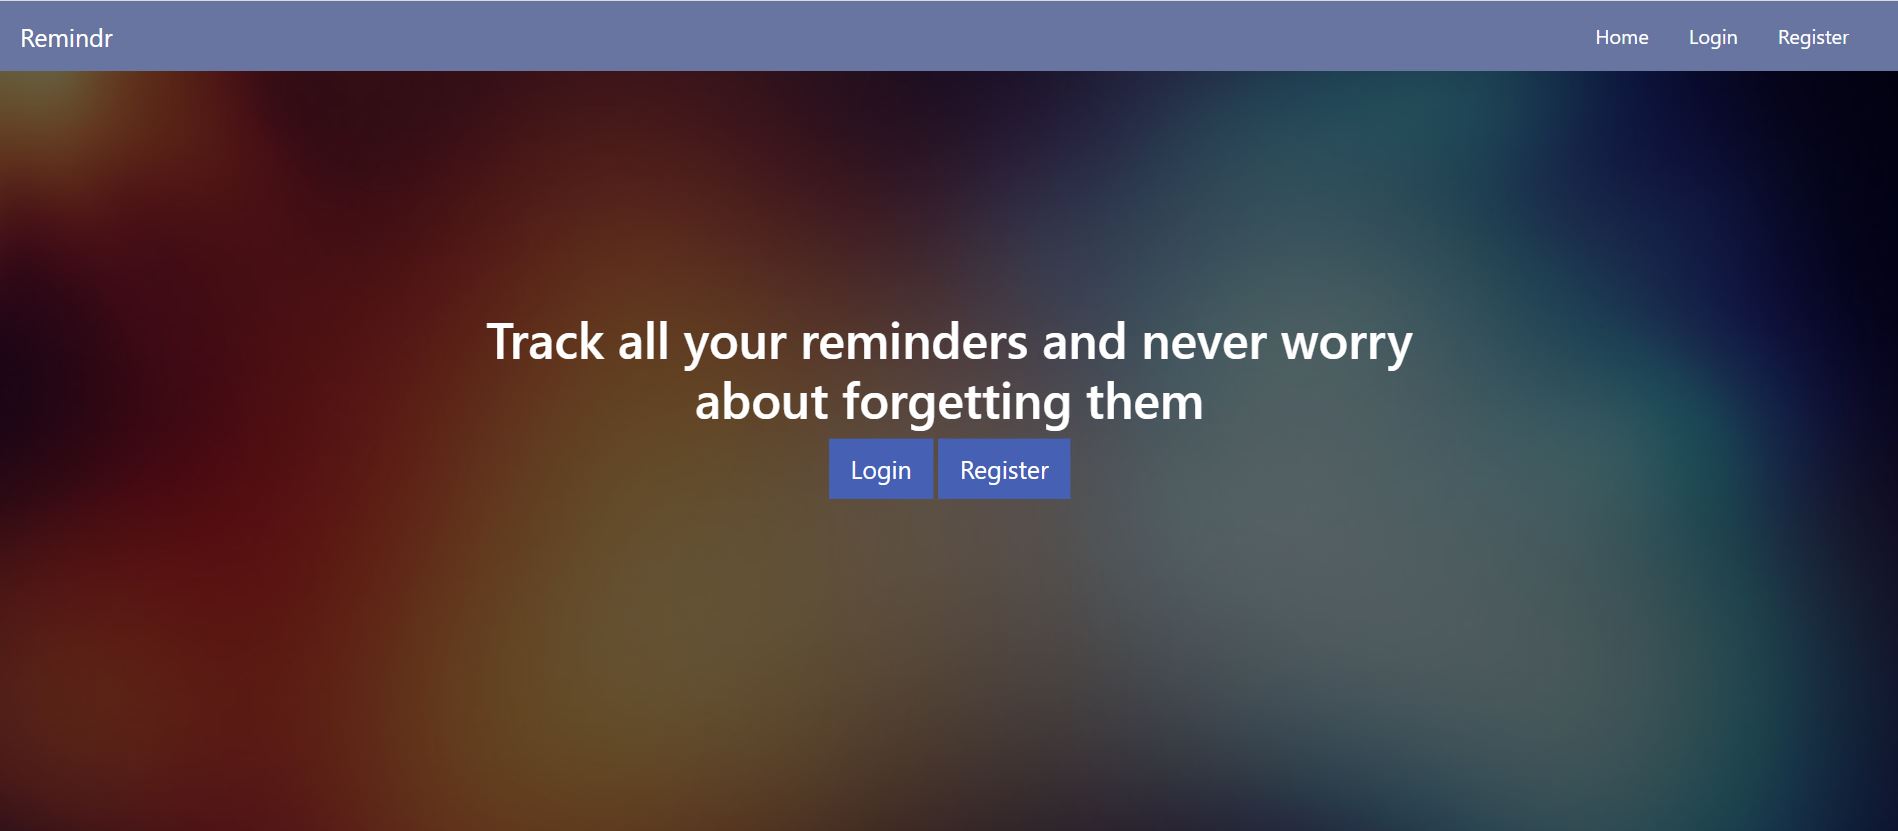 Remindr
Home Login Register
Track all your reminders and never worry
about forgetting them
Login Register